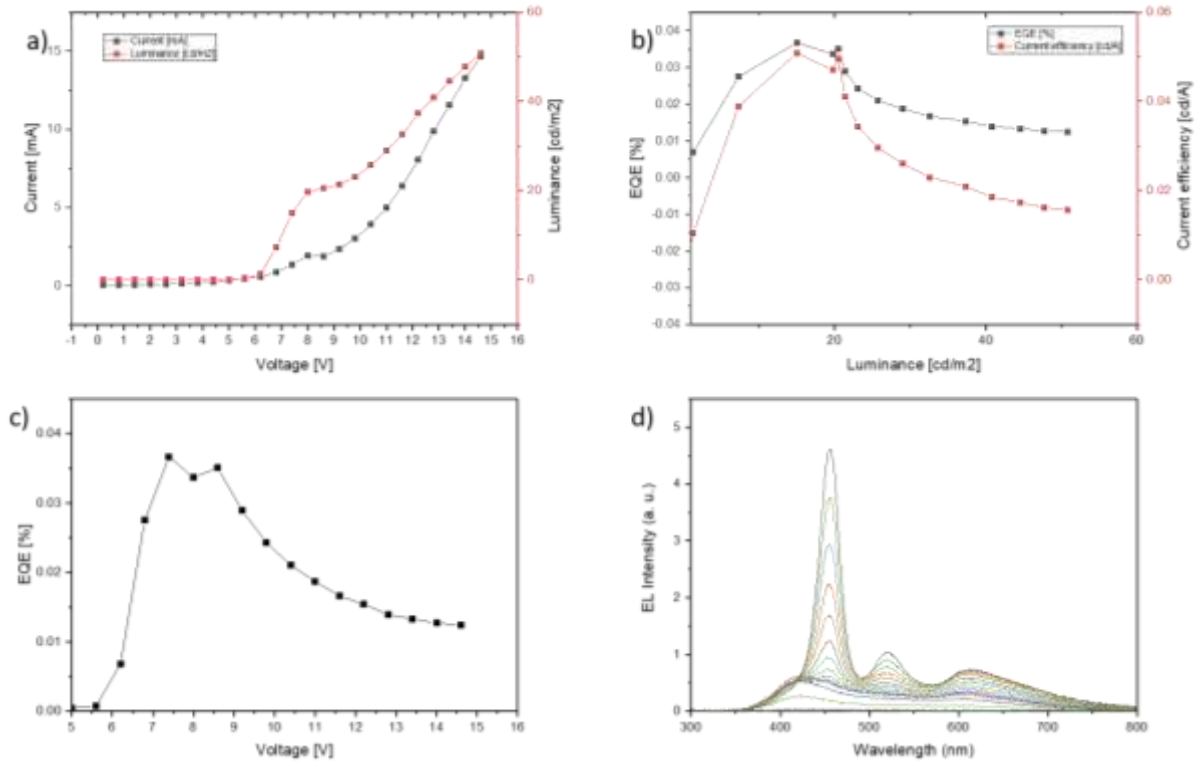 a)
Current [mA]
Luminance [cd/m2]
15
10
5
0
Current [mA]
60
40
20
0
Luminance [cd/m2]
-1 0 1 2 3 4 5 6 7 8 9 10 11 12 13 14 15 16
Voltage [V]
b)
EQE [%]
Current efficiency [cd/A]
0.04
0.03
0.02
0.01
0.00
-0.01
-0.02
-0.03
-0.04
EQE [%]
0.06
0.04
0.02
0.00
Current efficiency [cd/A]
20 40 60
Luminance [cd/m2]
c)
0.04
0.03
0.02
0.01
0.00
EQE [%]
5 6 7 8 9 10 11 12 13 14 15 16
Voltage [V]
d)
5
4
3
2
1
0
EL Intensity (a. u.)
300 400 500 600 700 800
Wavelength (nm)